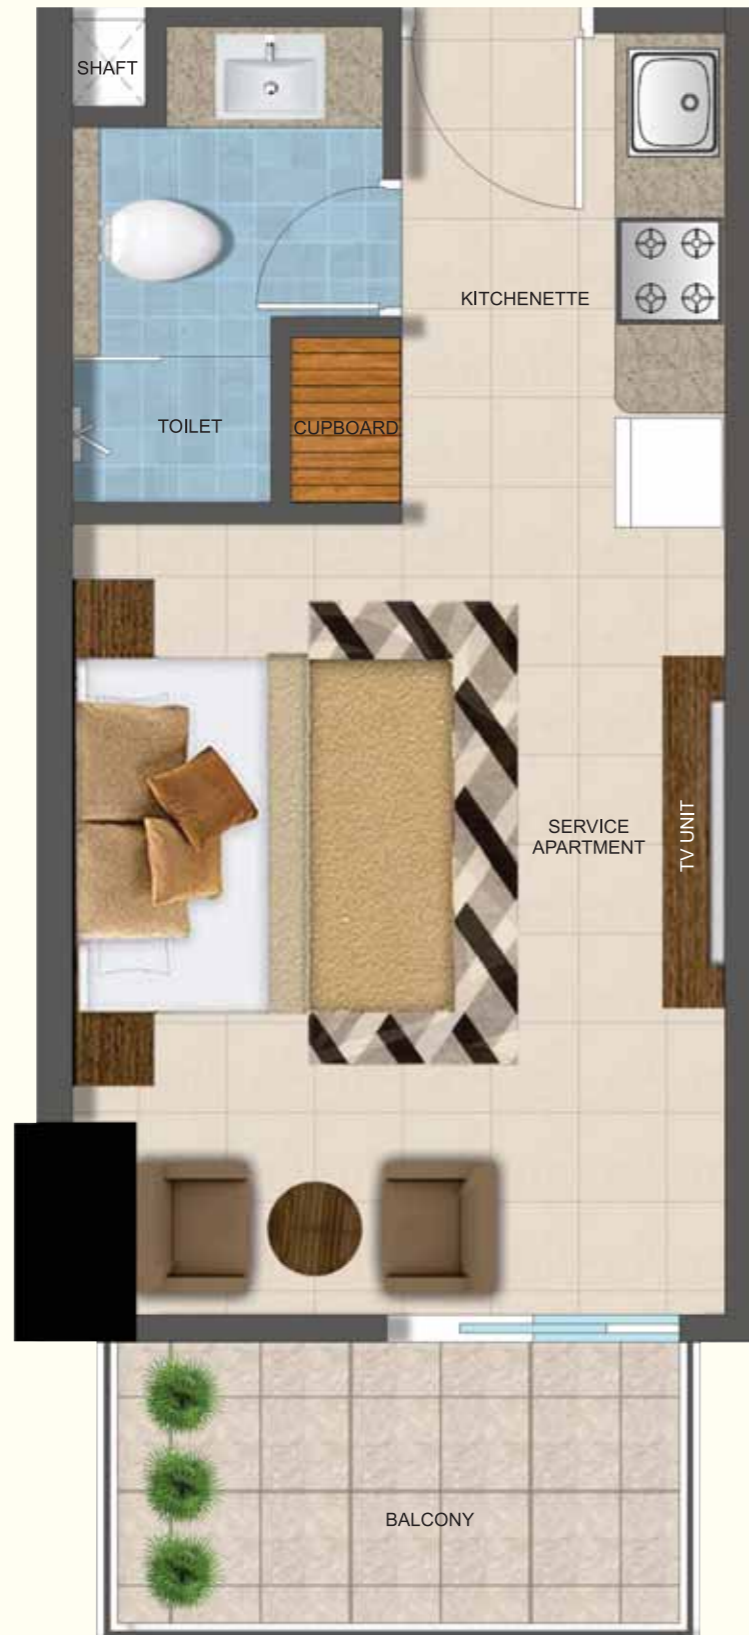 SHAFT
KITCHENETTE
TOILET
CUPBOARD
SERVICE
APARTMENT
TV UNIT
BALCONY